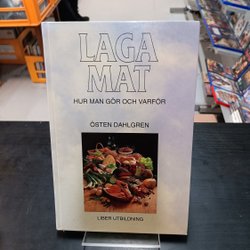 LAGA
MAT
HUR MAN GÖR OCH VARFÖR
ÖSTEN DAHLGREN
LIBER UTBILDNING